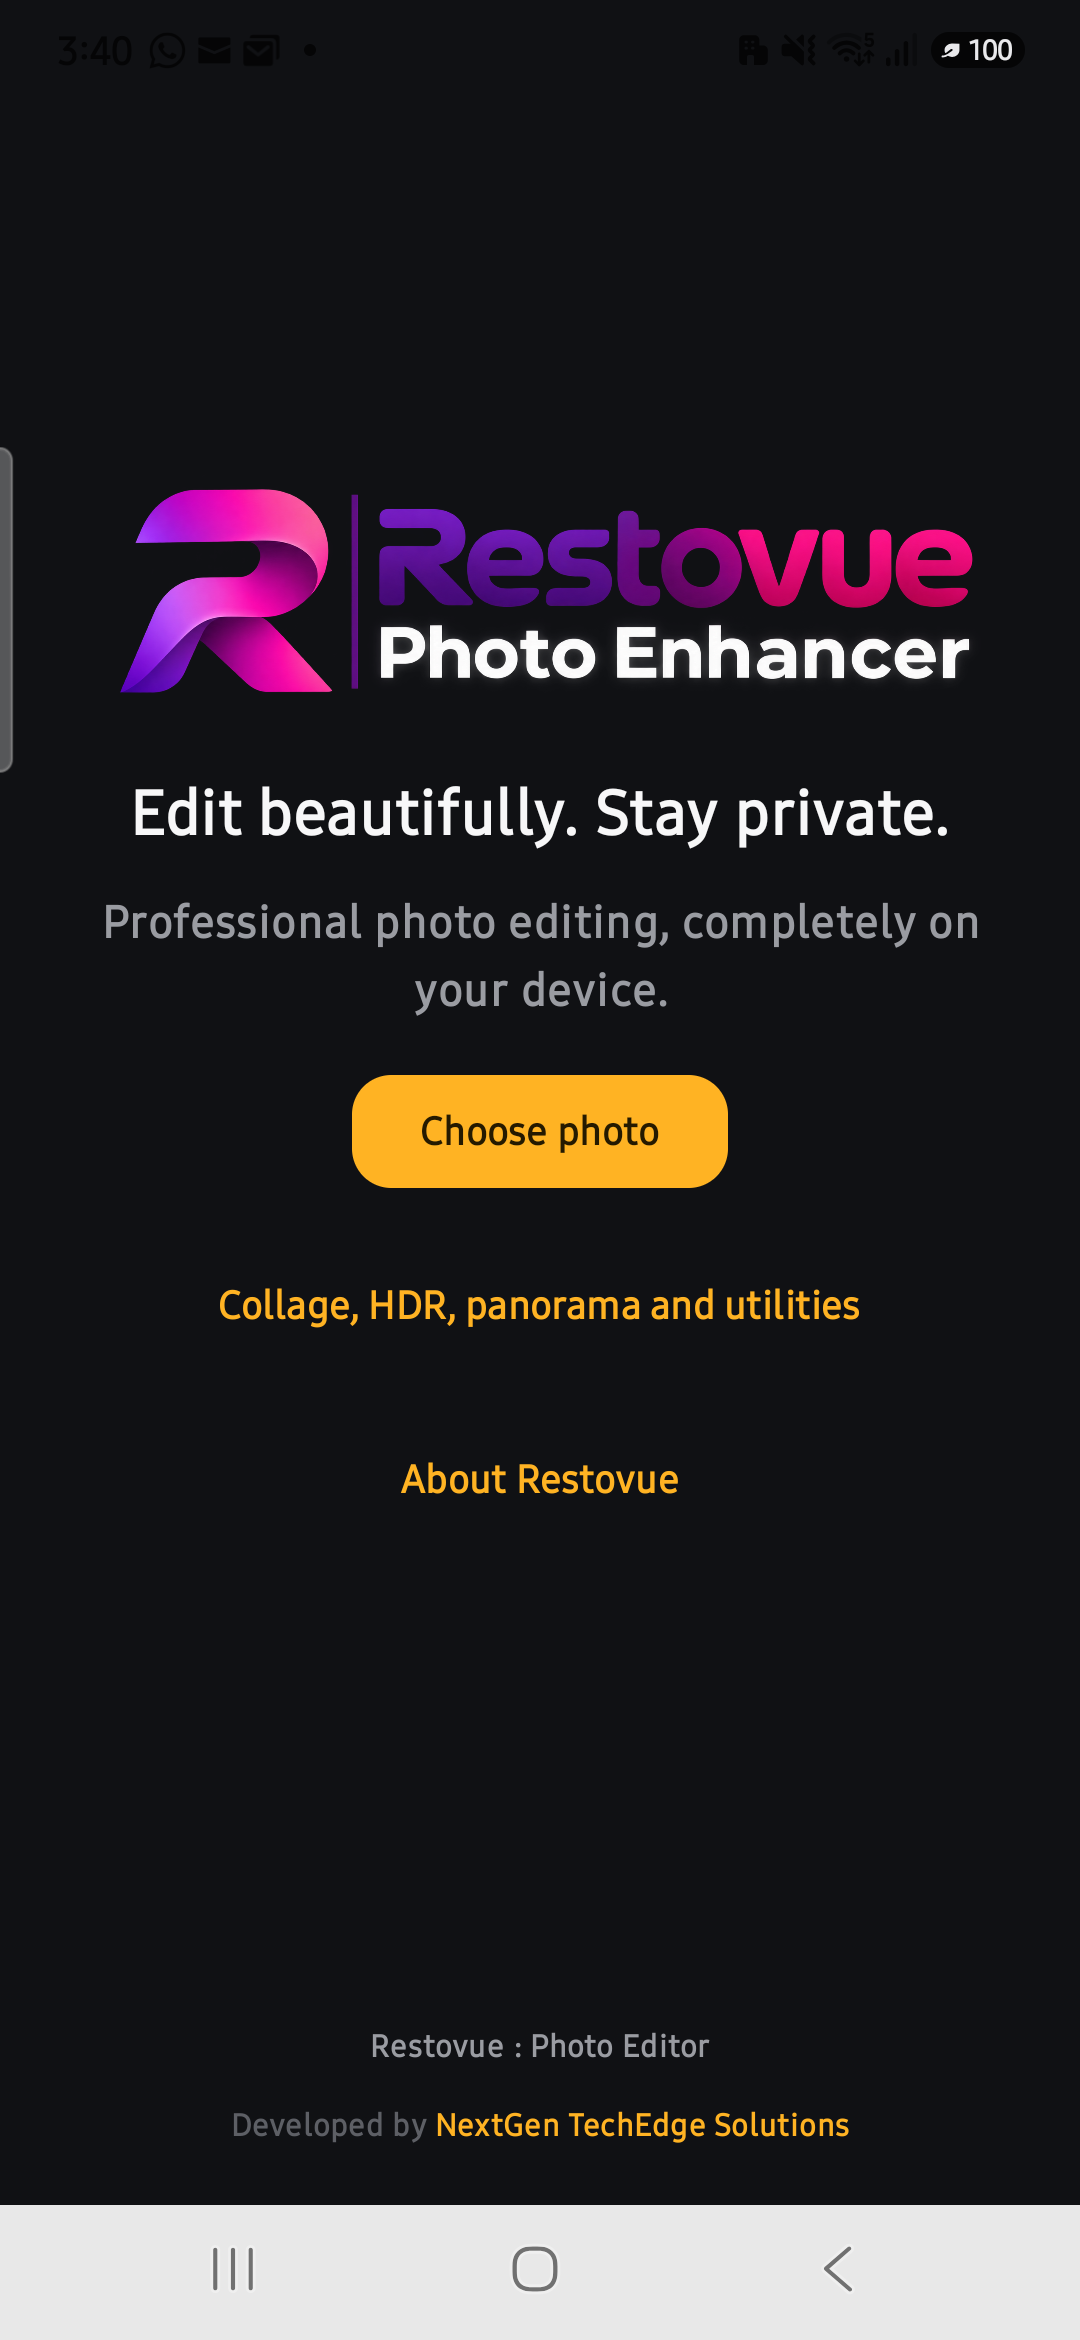 3:40
5
100
Restovue
Photo Enhancer
Edit beautifully. Stay private.
Professional photo editing, completely on
your device.
Choose photo
Collage, HDR, panorama and utilities
About Restovue
Restovue : Photo Editor
Developed by NextGen TechEdge Solutions